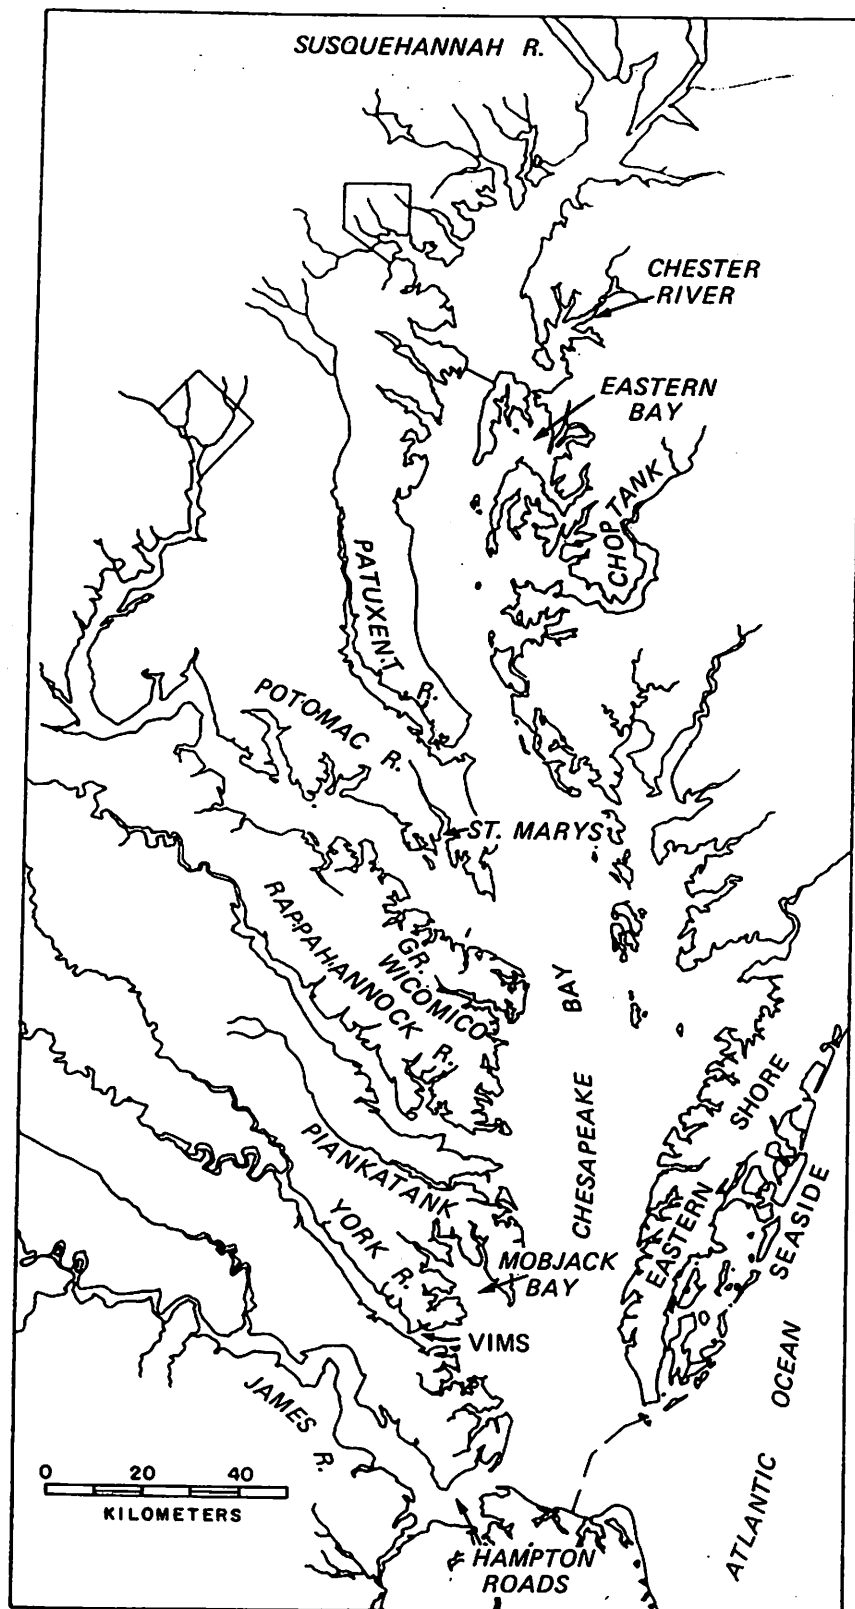 SUSQUEHANNAH R.
CHESTER
RIVER
EASTERN
BAY
CHOPTANK
PATUXENT R.
POTOMAC R.
ST. MARYS
RAPPAHANNOCK R.
GR.
WICOMICO
CHESAPEAKE BAY
EASTERN SHORE
SEASIDE
PIANKATANK
YORK R.
MOBJACK
BAY
VIMS
JAMES R.
ATLANTIC OCEAN
0 20 40
KILOMETERS
HAMPTON
ROADS